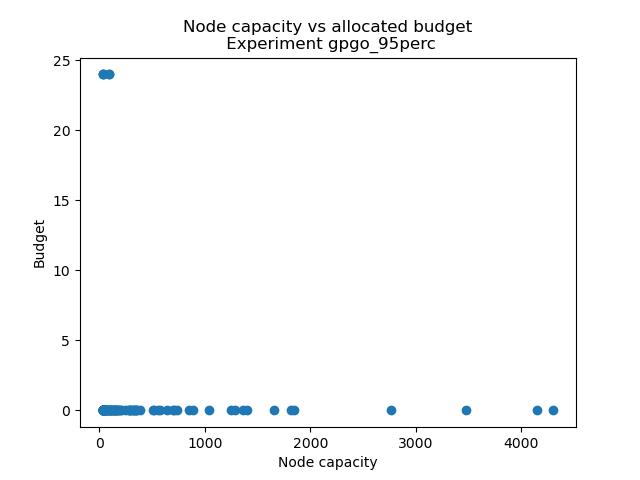 Node capacity vs allocated budget
Experiment gpgo_95perc
25
20
15
10
5
0
Budget
0 1000 2000 3000 4000
Node capacity